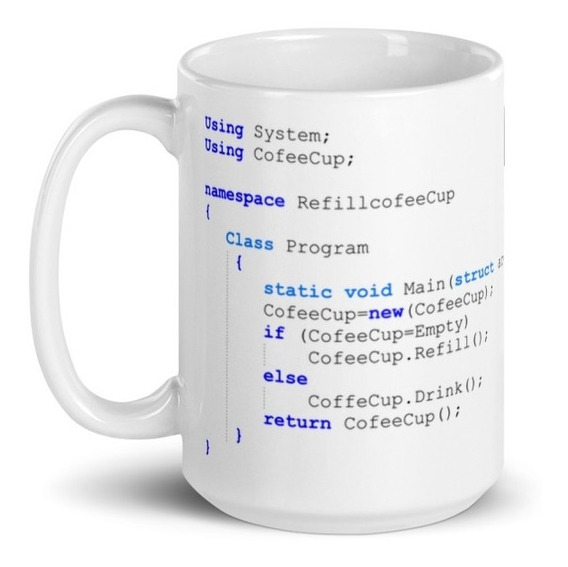 Using System;
Using CofeeCup;
namespace RefillcofeeCup
{
Class Program
{
static void Main(struct
CofeeCup=new(CofeeCup);
if (CofeeCup=Empty)
CofeeCup.Refill();
else
CoffeCup.Drink();
return CofeeCup();
}
}